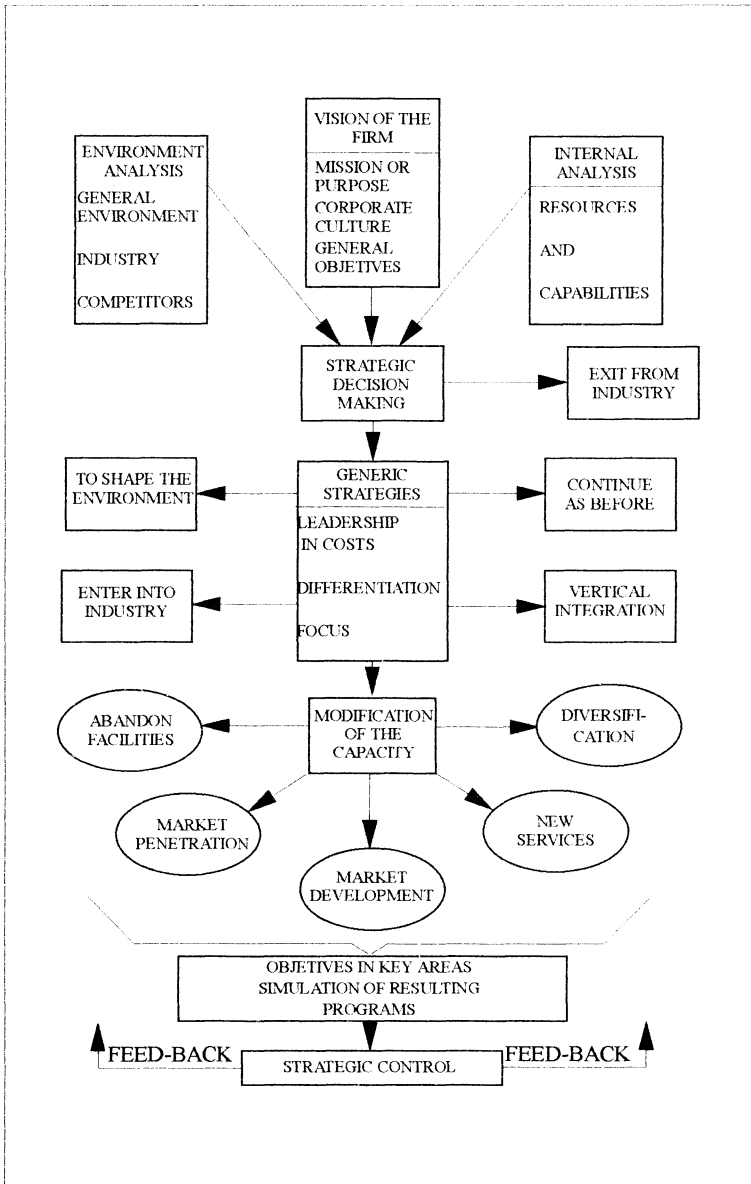 VISION OF THE
FIRM
MISSION OR
PURPOSE
CORPORATE
CULTURE
GENERAL
OBJETIVES
ENVIRONMENT
ANALYSIS
GENERAL
ENVIRONMENT
INDUSTRY
COMPETITORS
INTERNAL
ANALYSIS
RESOURCES
AND
CAPABILITIES
STRATEGIC
DECISION
MAKING
EXIT FROM
INDUSTRY
TO SHAPE THE
ENVIRONMENT
GENERIC
STRATEGIES
LEADERSHIP
IN COSTS
DIFFERENTIATION
FOCUS
CONTINUE
AS BEFORE
ENTER INTO
INDUSTRY
VERTICAL
INTEGRATION
ABANDON
FACILITIES
MODIFICATION
OF THE
CAPACITY
DIVERSIFI-
CATION
MARKET
PENETRATION
MARKET
DEVELOPMENT
NEW
SERVICES
OBJETIVES IN KEY AREAS
SIMULATION OF RESULTING
PROGRAMS
FEED-BACK
STRATEGIC CONTROL
FEED-BACK